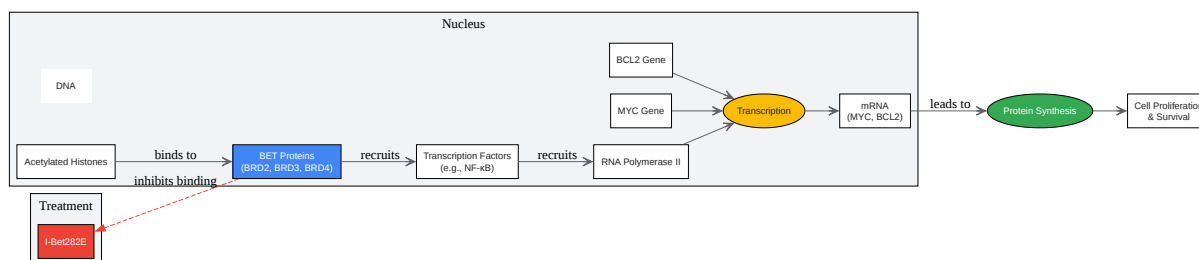 Nucleus
DNA
BCL2 Gene
MYC Gene
Transcription
mRNA
(MYC, BCL2)
leads to
Protein Synthesis
Cell Proliferation
& Survival
Acetylated Histones
binds to
BET Proteins
(BRD2, BRD3, BRD4)
recruits
Transcription Factors
(e.g., NF-κB)
recruits
RNA Polymerase II
inhibits binding
Treatment
I-Bet282E